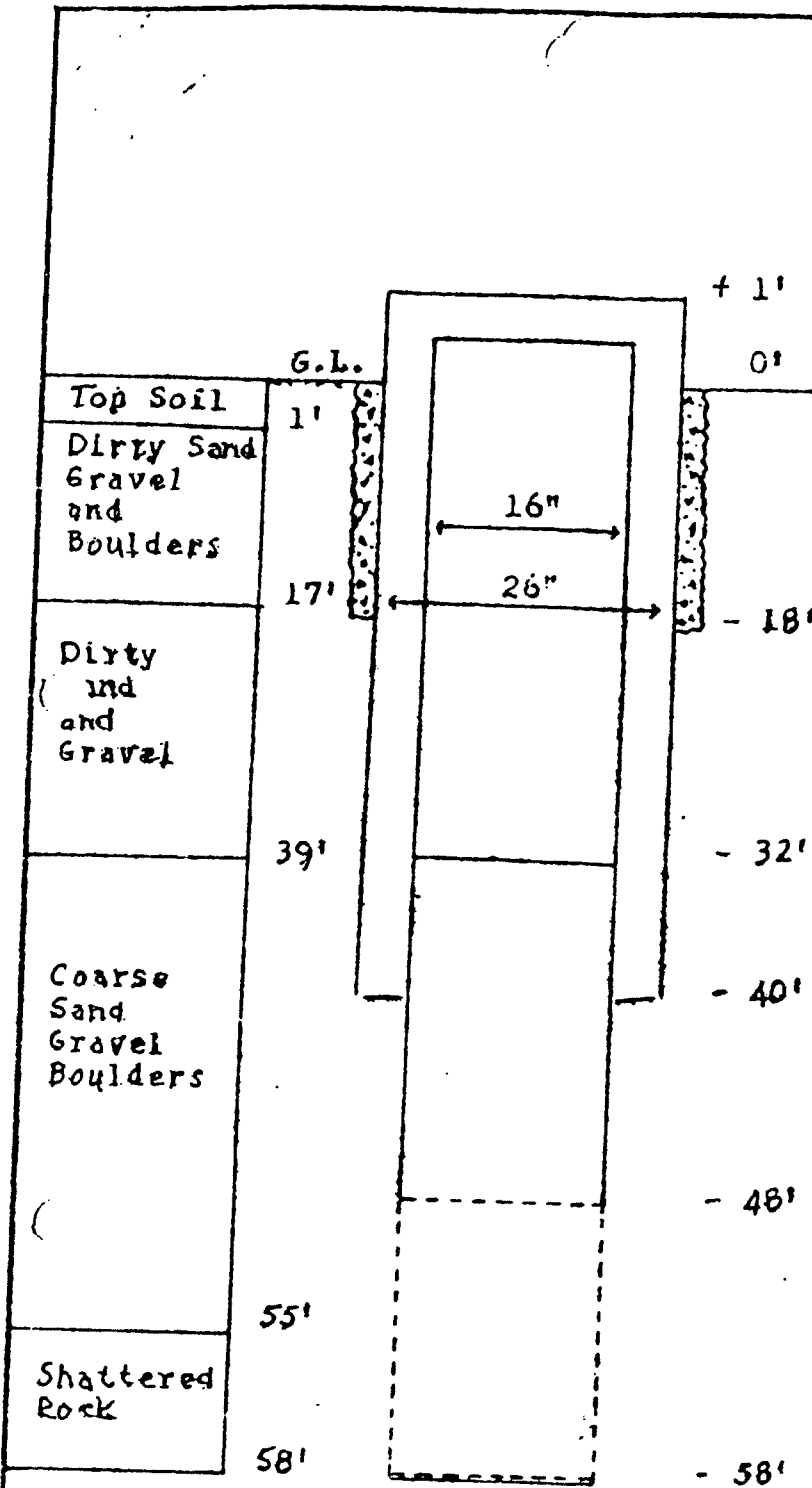 + 1'
G.L.
0'
Top Soil
1'
Dirty Sand
Gravel
and
Boulders
16"
17'
26"
- 18'
Dirty
and
Gravel
39'
- 32'
Coarse
Sand
Gravel
Boulders
- 40'
- 48'
55'
Shattered
Rock
58'
- 58'